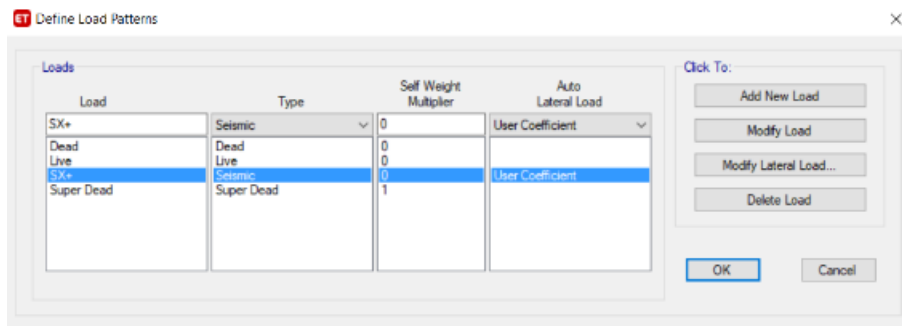 ET Define Load Patterns
Loads
Click To:
Load Type Self Weight Multiplier Auto Lateral Load
SX+ Seismic 0 User Coefficient
Dead Dead 0
Live Live 0
SX+ Seismic 0 User Coefficient
Super Dead Super Dead 1
Add New Load
Modify Load
Modify Lateral Load...
Delete Load
OK Cancel